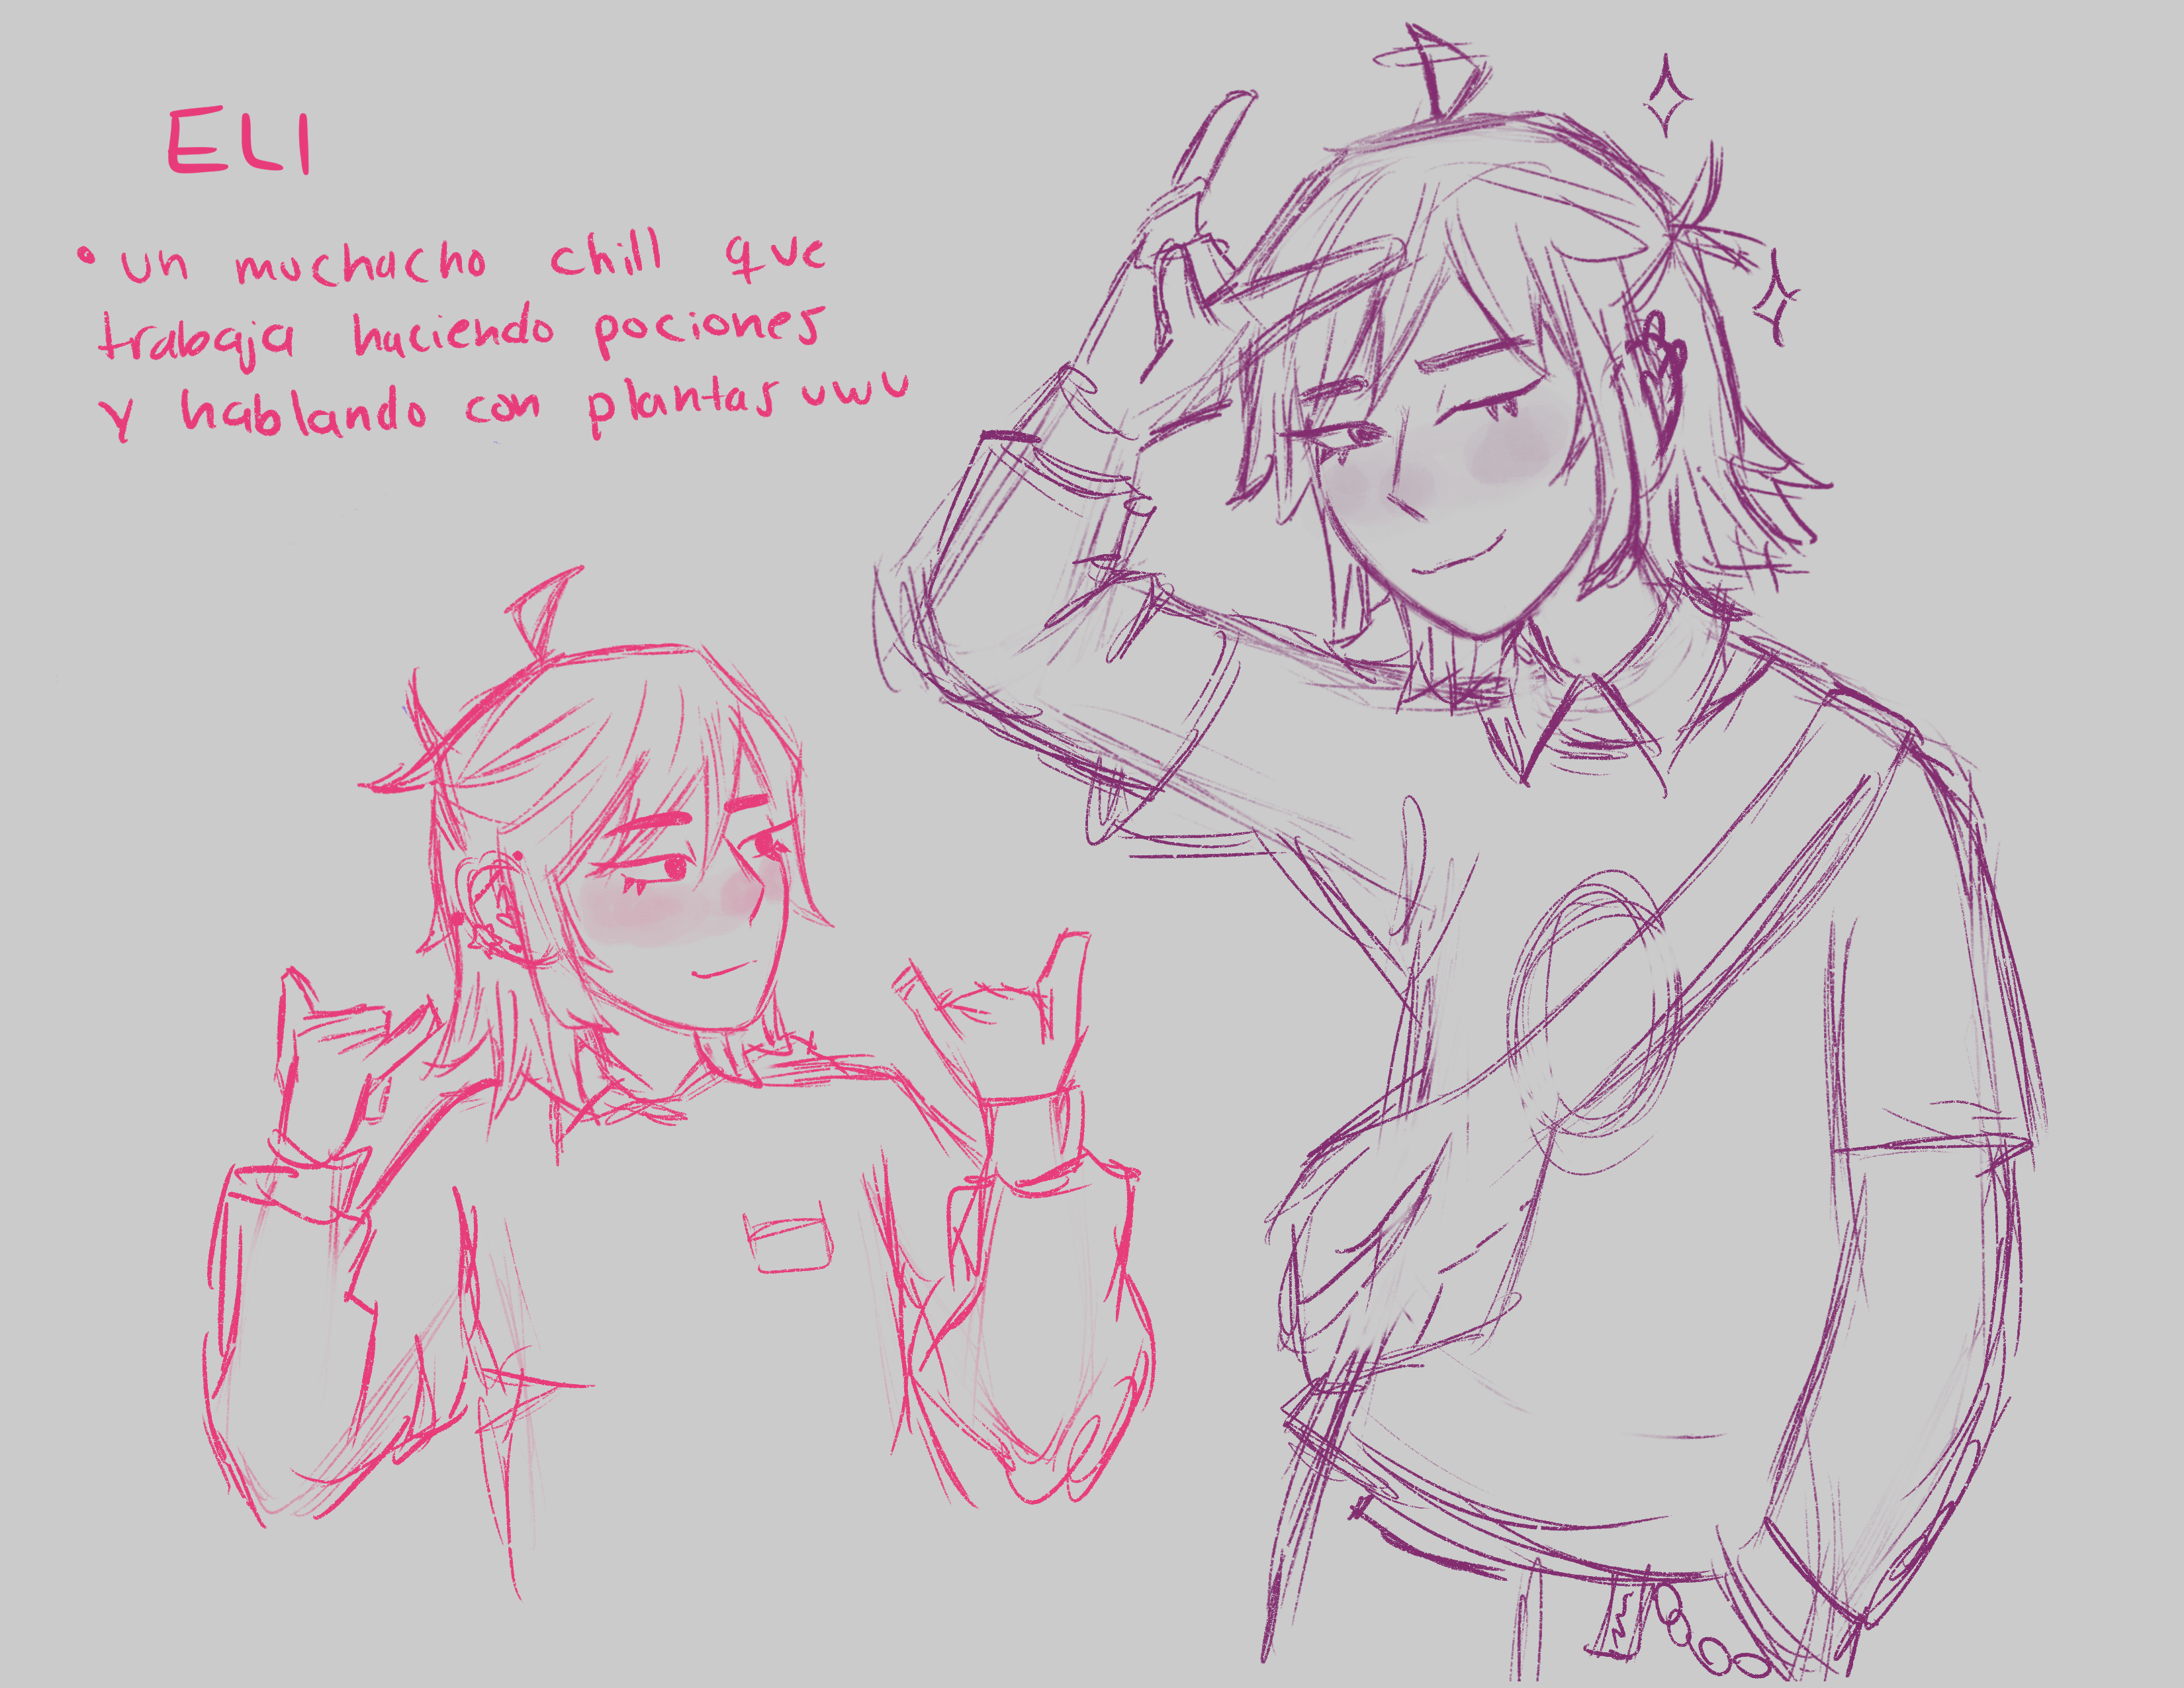 ELI
• un muchacho chill que
trabaja haciendo pociones
y hablando con plantas uwu